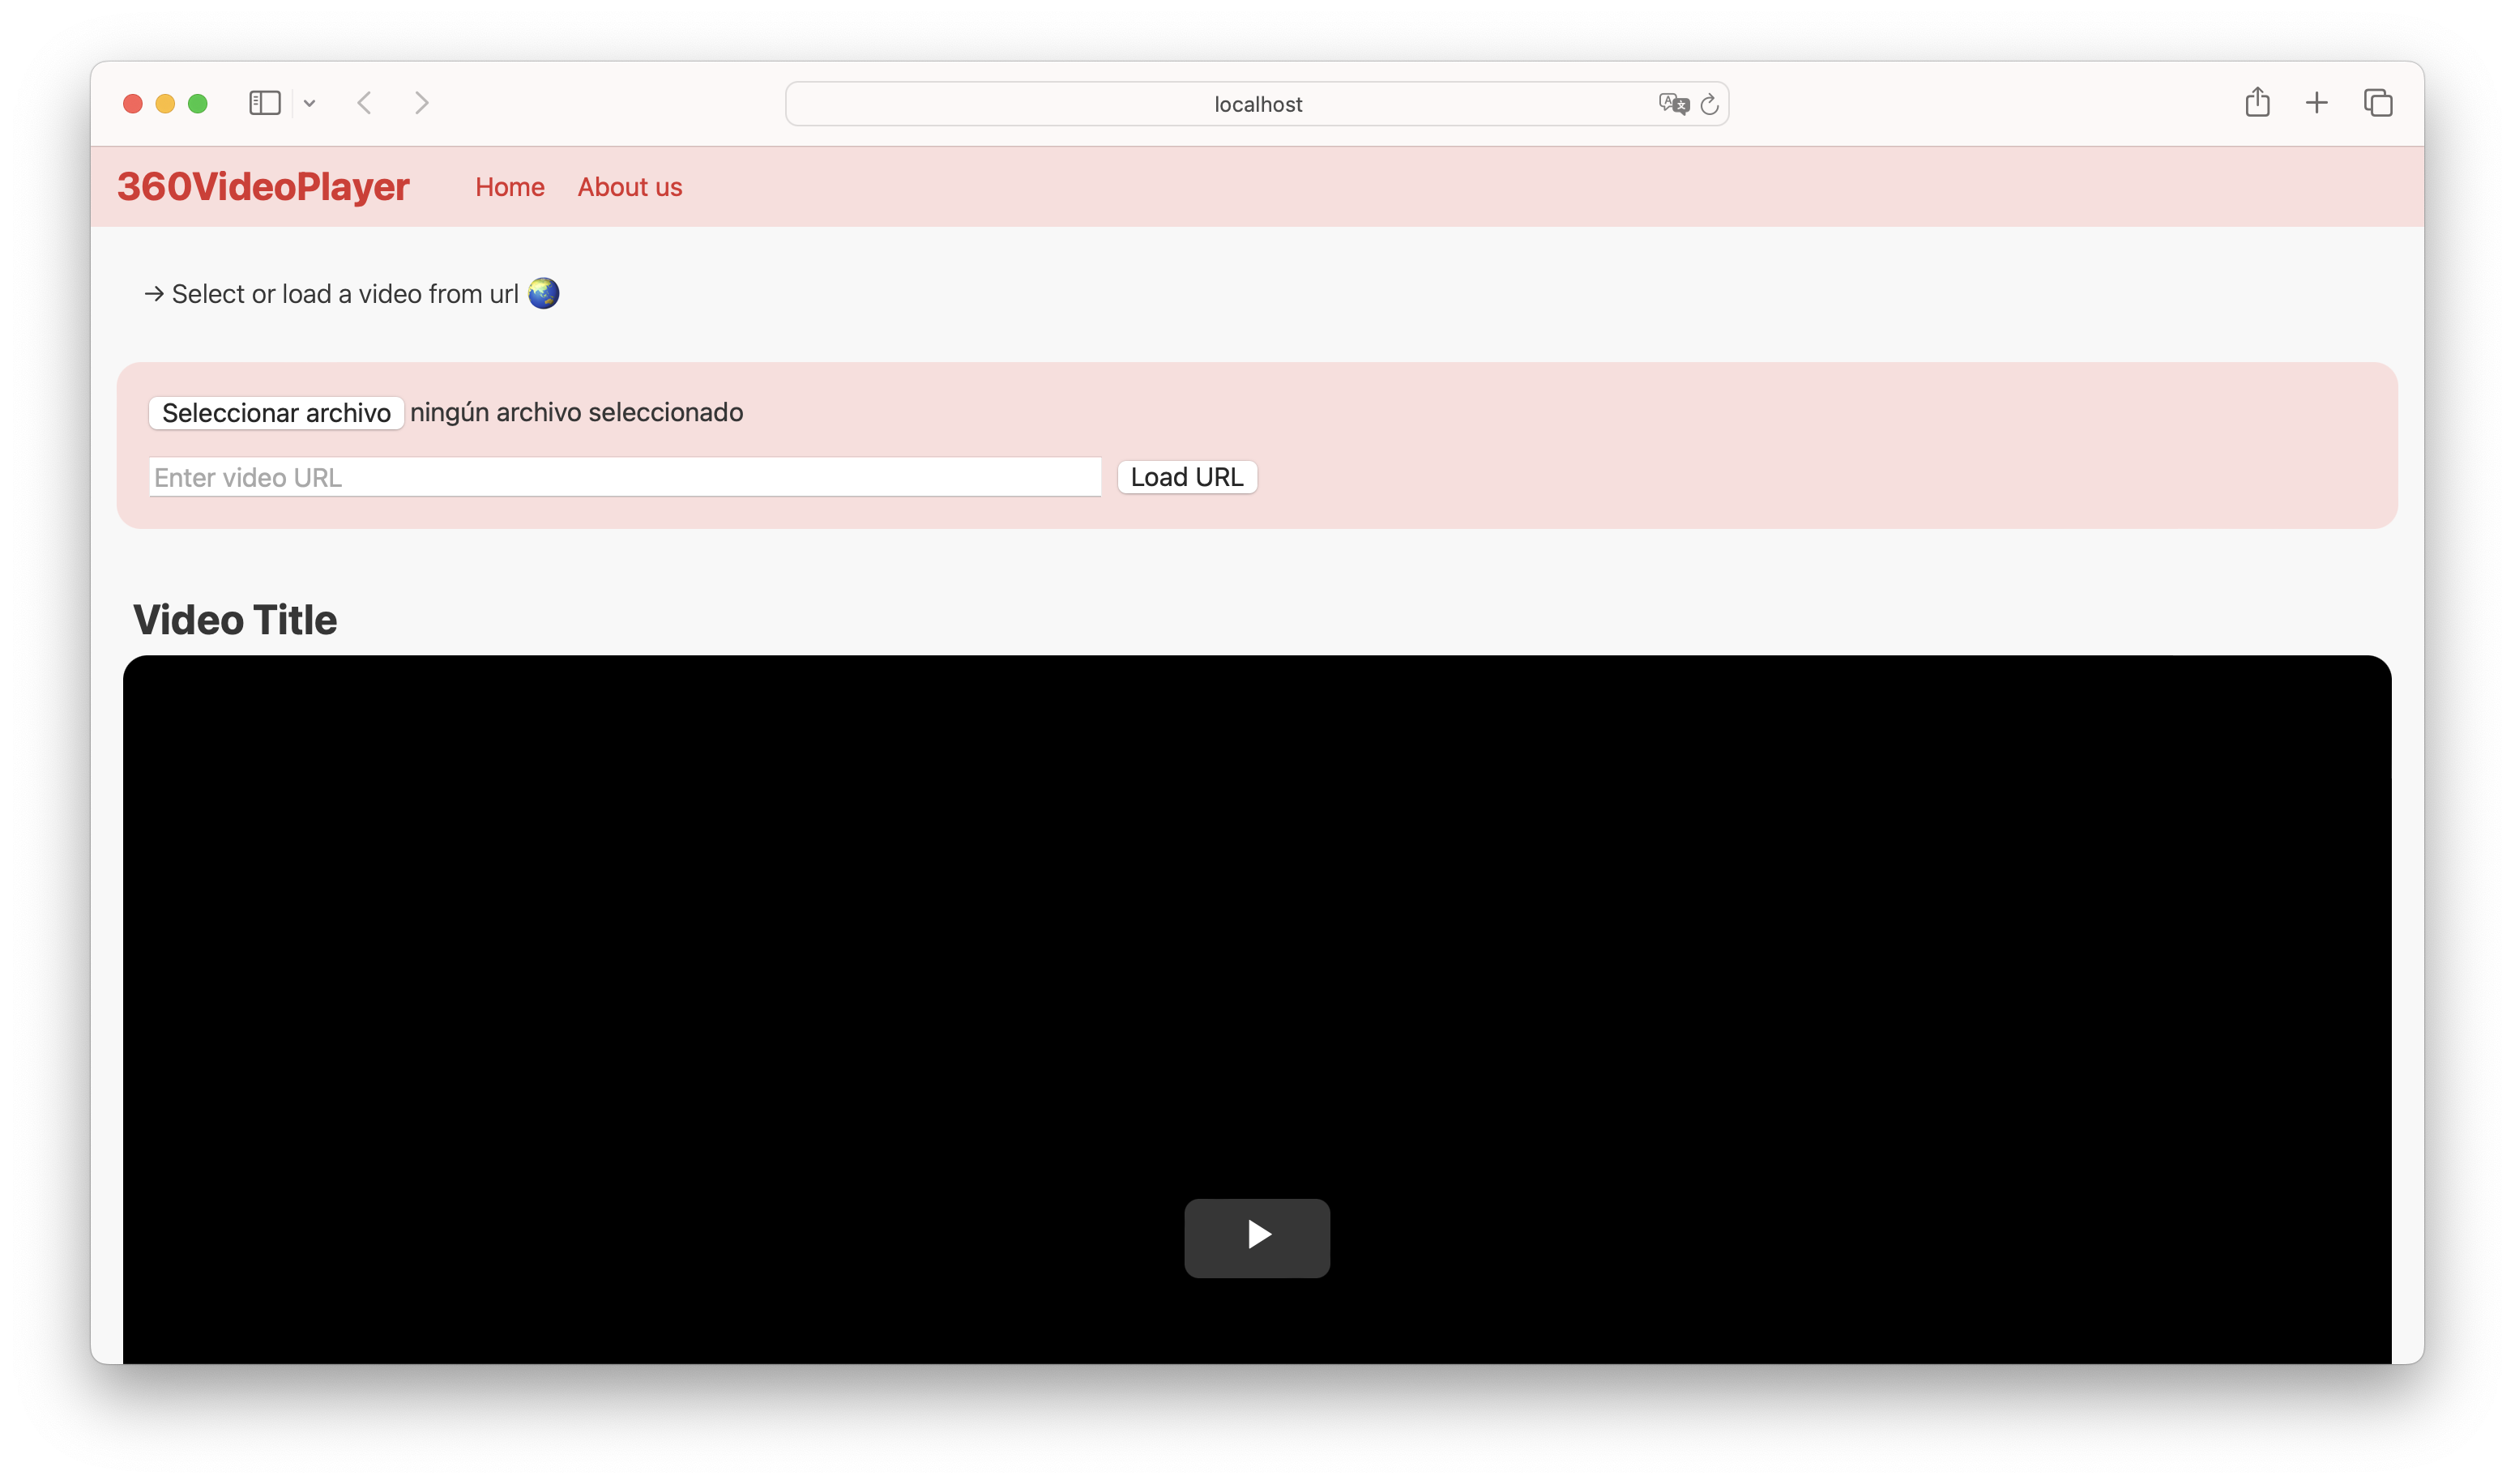 localhost
360VideoPlayer Home About us
→ Select or load a video from url 🌏
Seleccionar archivo ningún archivo seleccionado
Enter video URL Load URL
Video Title